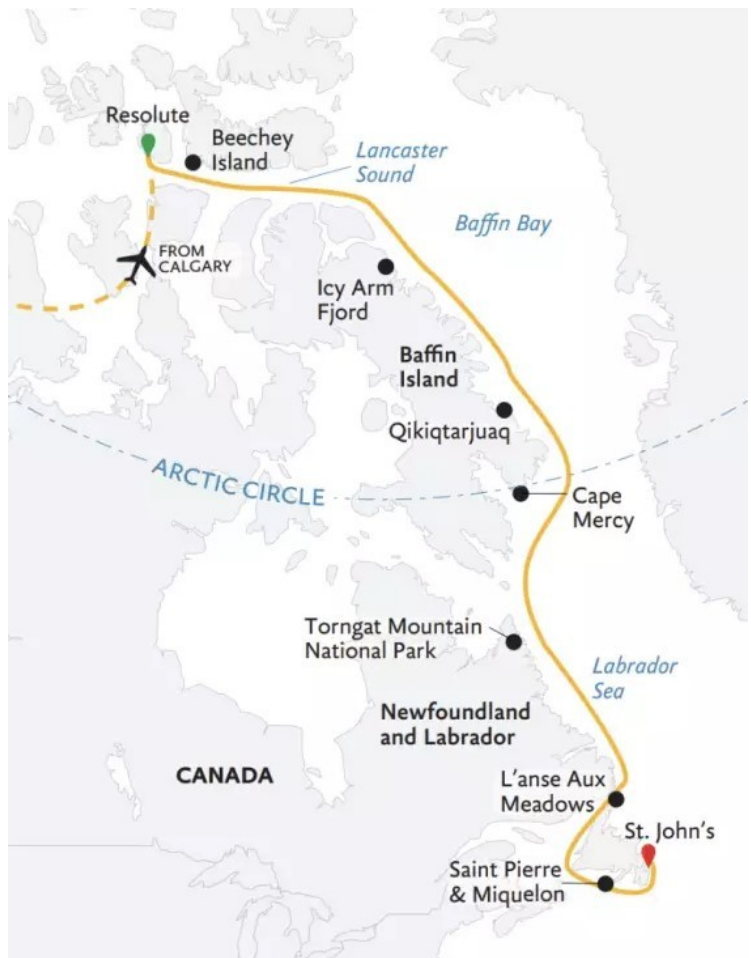 Resolute
Beechey
Island
Lancaster
Sound
Baffin Bay
FROM
CALGARY
Icy Arm
Fjord
Baffin
Island
Qikiqtarjuaq
ARCTIC CIRCLE
Cape
Mercy
Torngat Mountain
National Park
Labrador
Sea
Newfoundland
and Labrador
CANADA
L'anse Aux
Meadows
St. John's
Saint Pierre
& Miquelon